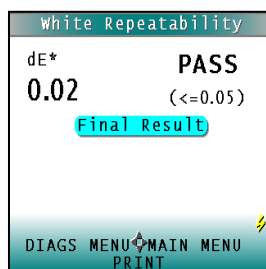 White Repeatability
dE* PASS
0.02 (<=0.05)
Final Result
DIAGS MENU MAIN MENU
PRINT